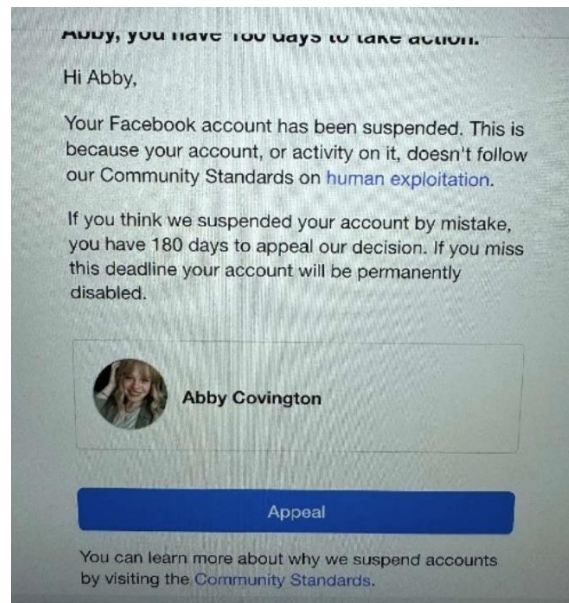 Abby, you have 180 days to take action.
Hi Abby,
Your Facebook account has been suspended. This is
because your account, or activity on it, doesn't follow
our Community Standards on human exploitation.
If you think we suspended your account by mistake,
you have 180 days to appeal our decision. If you miss
this deadline your account will be permanently
disabled.
Abby Covington
Appeal
You can learn more about why we suspend accounts
by visiting the Community Standards.